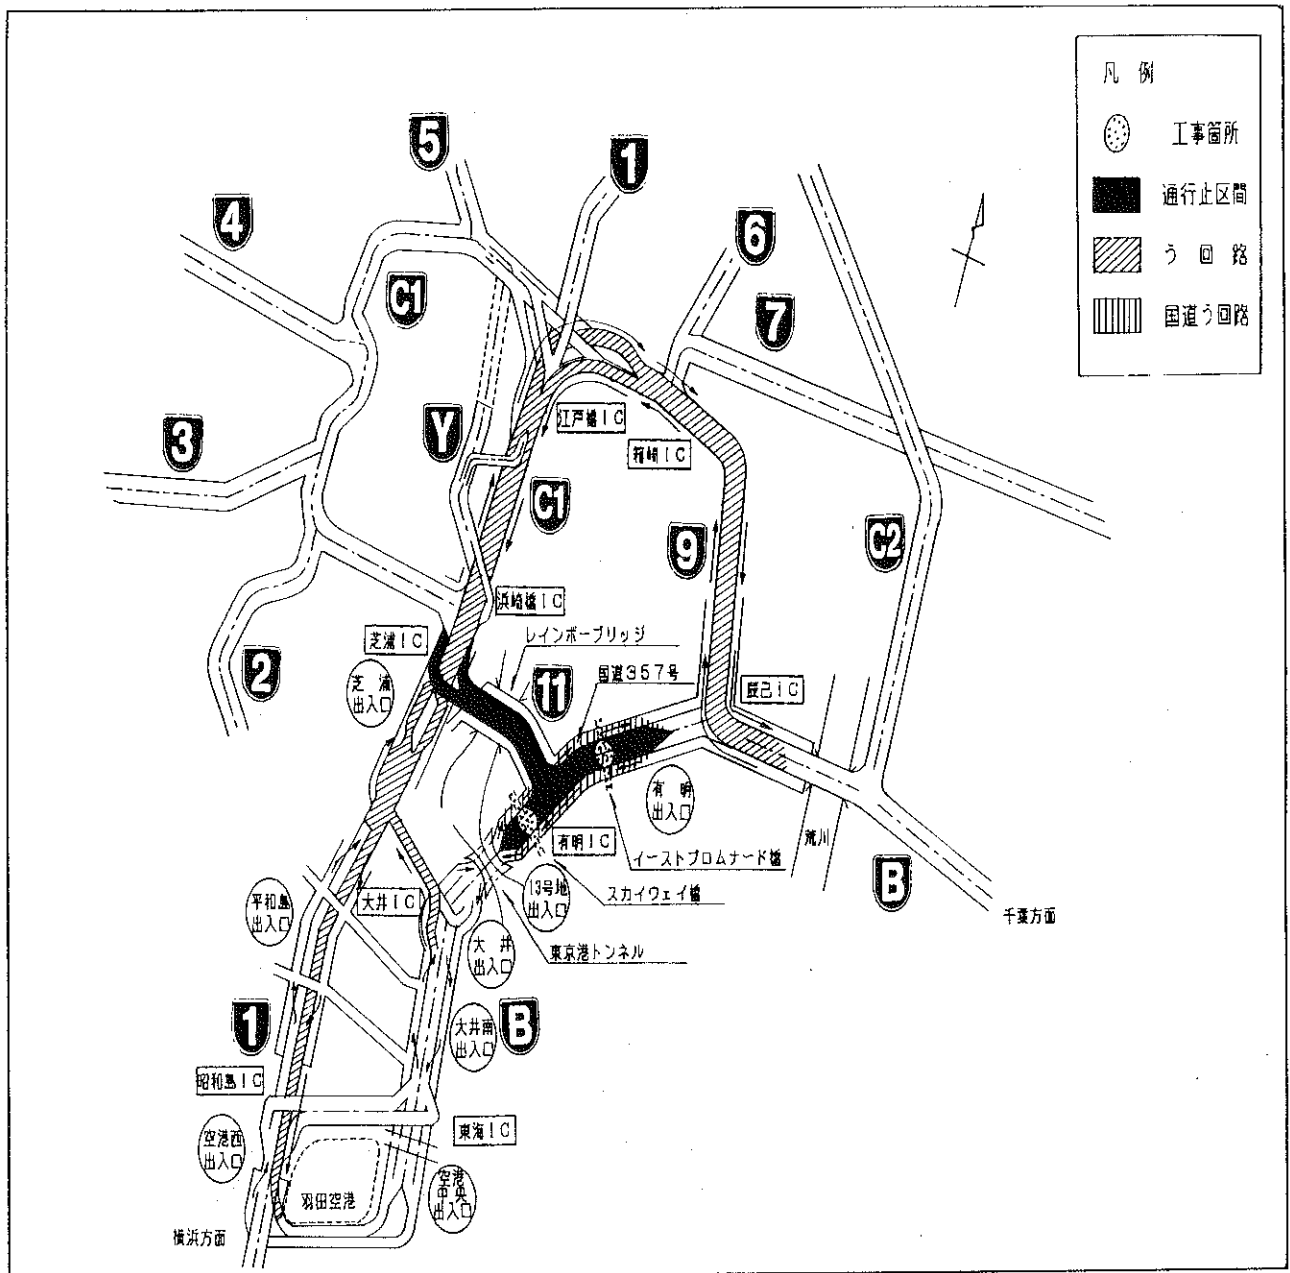 凡 例
工事箇所
通行止区間
う 回 路
国道う回路
5
1
4
6
C1
7
Y
3
江戸橋IC
箱崎IC
C1
9
C2
浜崎橋IC
芝浦IC
レインボーブリッジ
国道357号
2
芝 浦
出入口
11
辰己IC
有 明
出入口
荒川
有明IC
イーストプロムナード橋
B
平和島
出入口
大井IC
13号地
出入口
スカイウェイ橋
千葉方面
大 井
出入口
東京港トンネル
1
大井南
出入口
B
昭和島IC
東海IC
空港西
出入口
羽田空港
空港
中央
出入口
横浜方面